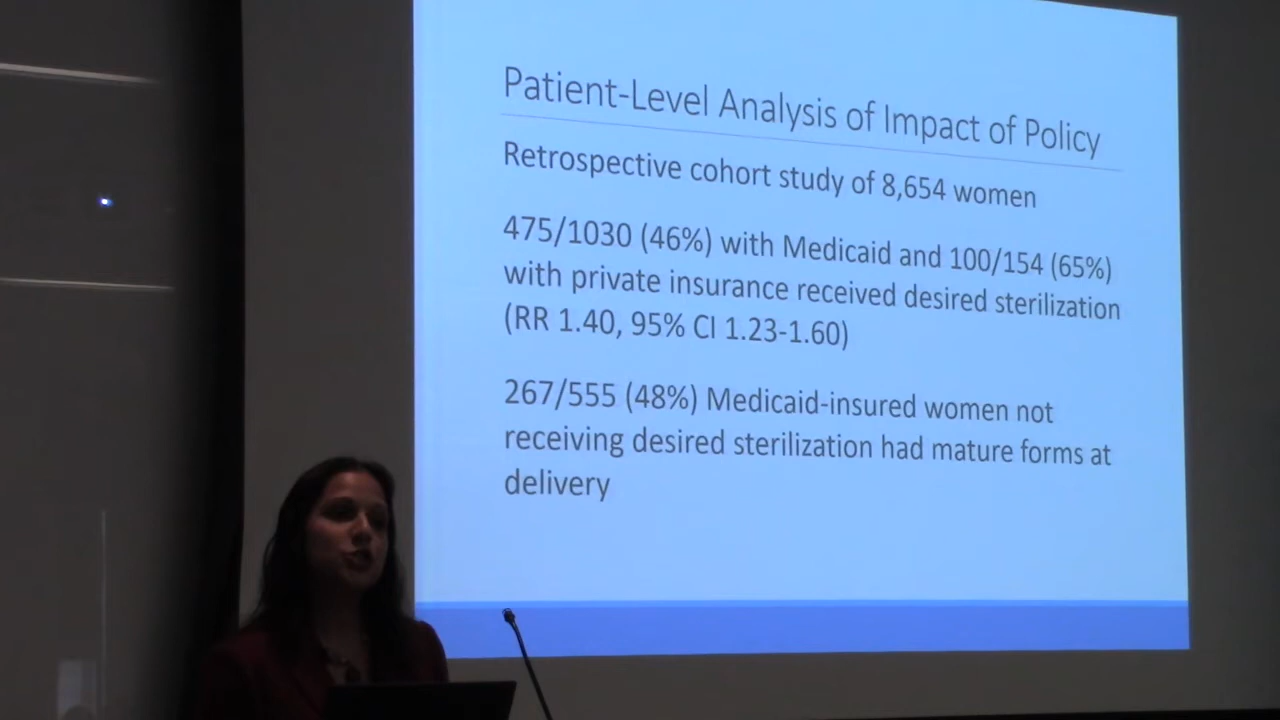 Patient-Level Analysis of Impact of Policy
Retrospective cohort study of 8,654 women
475/1030 (46%) with Medicaid and 100/154 (65%)
with private insurance received desired sterilization
(RR 1.40, 95% CI 1.23-1.60)
267/555 (48%) Medicaid-insured women not
receiving desired sterilization had mature forms at
delivery